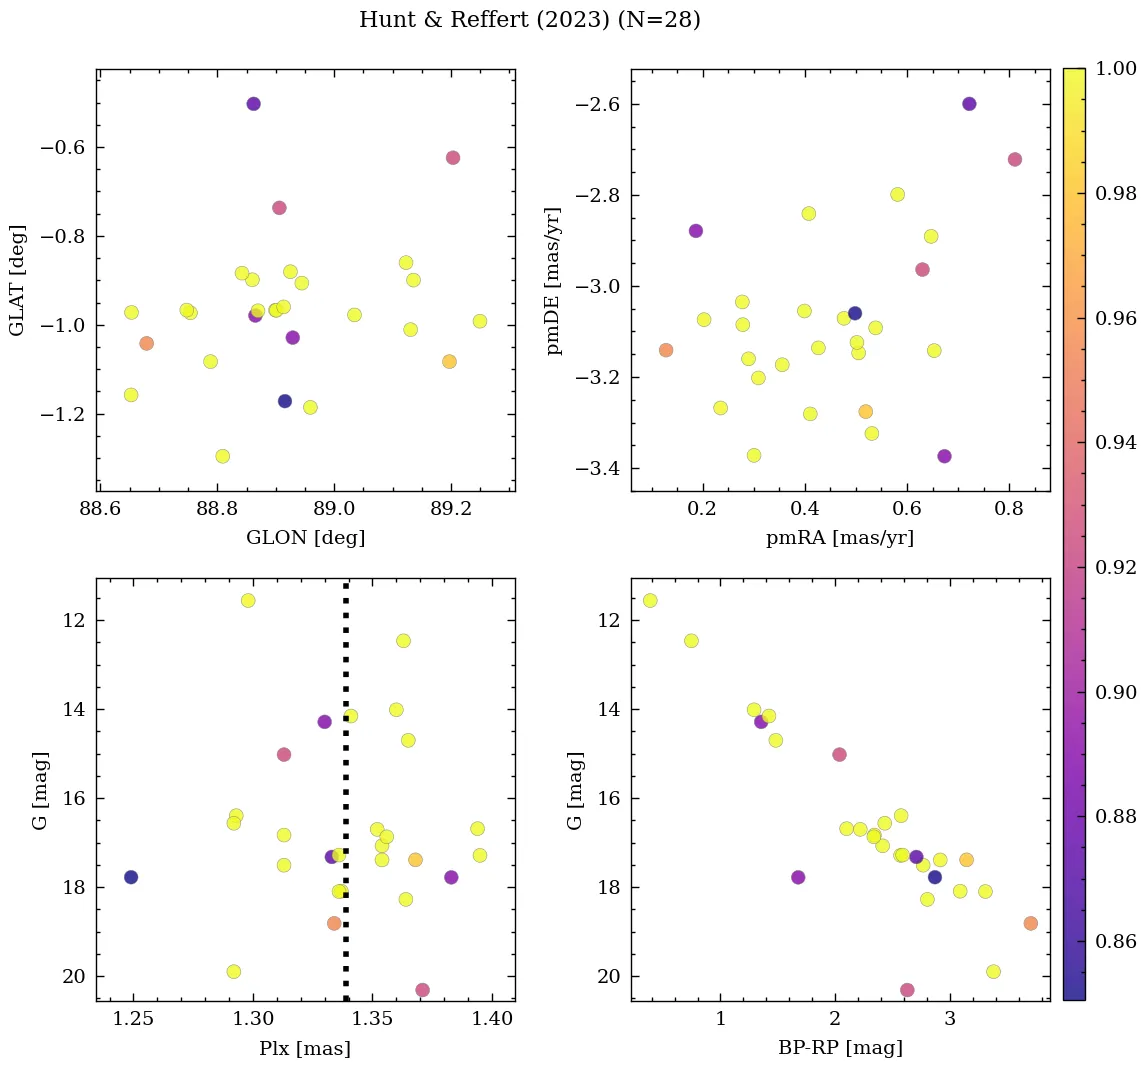 Hunt & Reffert (2023) (N=28)
−0.6
−0.8
−1.0
−1.2
GLAT [deg]
88.6 88.8 89.0 89.2
GLON [deg]
−2.6
−2.8
−3.0
−3.2
−3.4
pmDE [mas/yr]
0.2 0.4 0.6 0.8
pmRA [mas/yr]
1.00
0.98
0.96
0.94
0.92
0.90
0.88
0.86
12
14
16
18
20
G [mag]
1.25 1.30 1.35 1.40
Plx [mas]
12
14
16
18
20
G [mag]
1 2 3
BP-RP [mag]